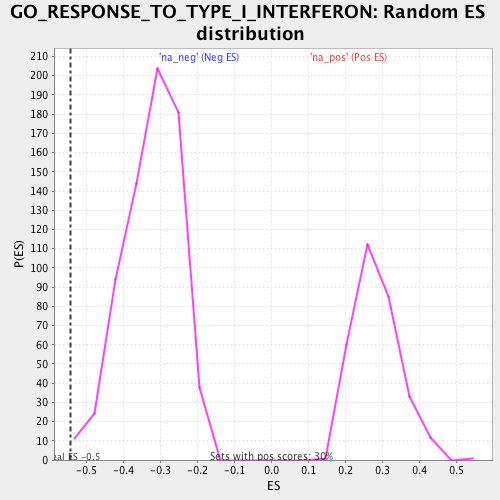 GO_RESPONSE_TO_TYPE_I_INTERFERON: Random ES
distribution
'na_neg' (Neg ES)
'na_pos' (Pos ES)
210
200
190
180
170
160
150
140
130
120
110
100
90
80
70
60
50
40
30
20
10
0
P(ES)
ES -0.5
Sets with pos scores: 30%
-0.5 -0.4 -0.3 -0.2 -0.1 0.0 0.1 0.2 0.3 0.4 0.5
ES